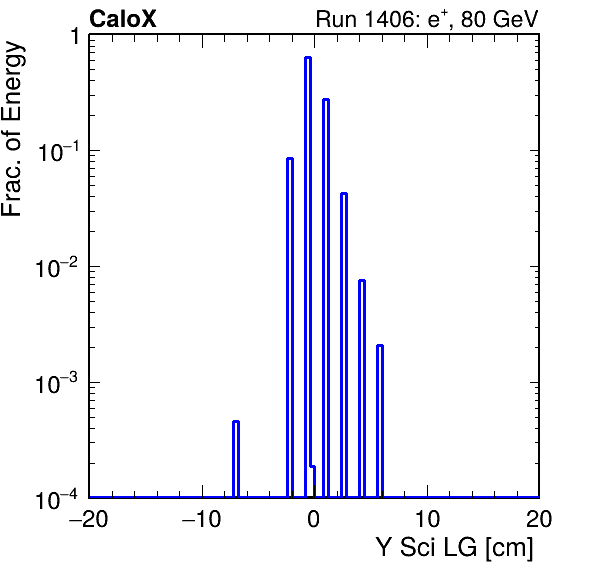 CaloX Run 1406: e⁺, 80 GeV
Frac. of Energy
1
10⁻¹
10⁻²
10⁻³
10⁻⁴
−20 −10 0 10 20
Y Sci LG [cm]